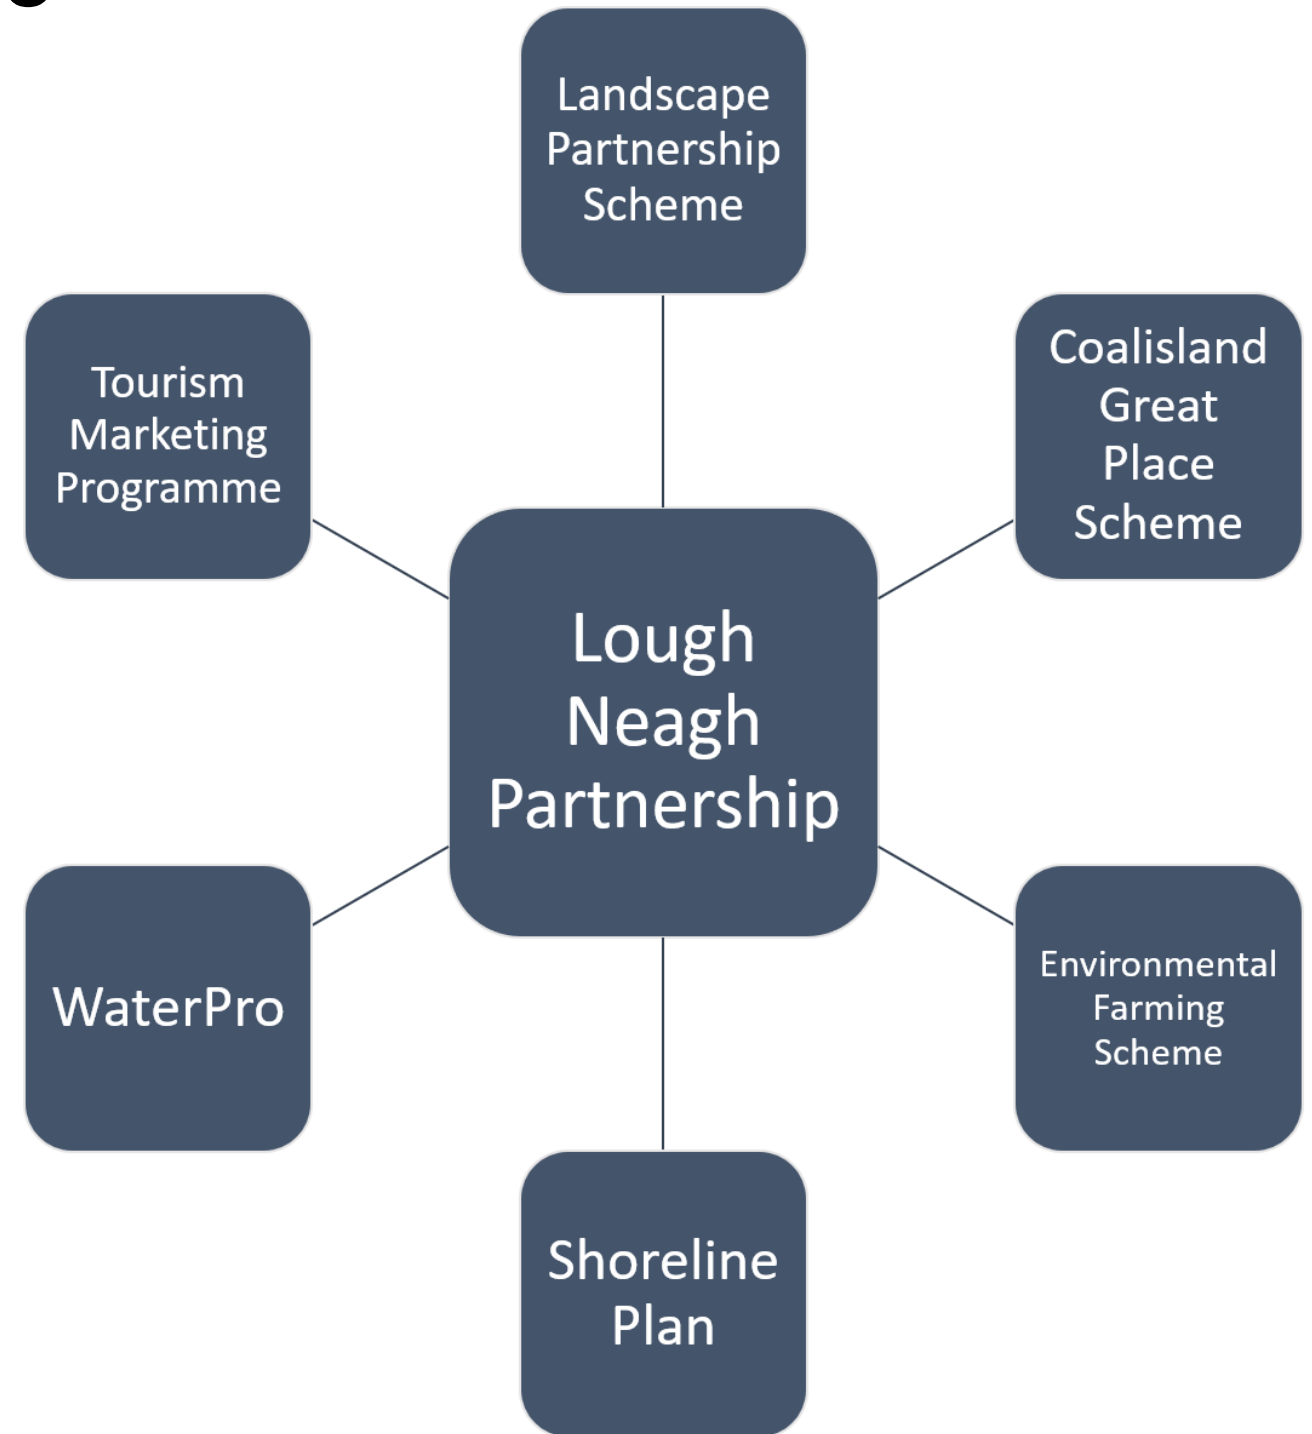 Landscape
Partnership
Scheme
Tourism
Marketing
Programme
Coalisland
Great
Place
Scheme
Lough
Neagh
Partnership
WaterPro
Environmental
Farming
Scheme
Shoreline
Plan